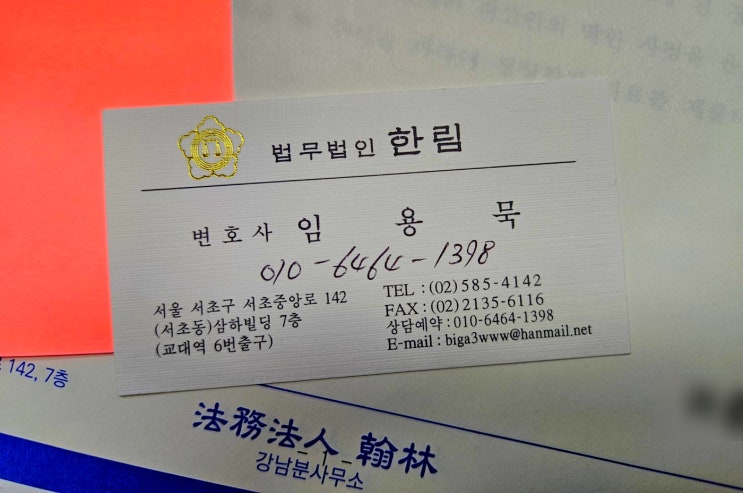 법무법인 한림
변호사 임용묵
010-6464-1398
서울 서초구 서초중앙로 142
(서초동)삼하빌딩 7층
(교대역 6번출구)
TEL : (02) 585-4142
FAX : (02) 2135-6116
상담예약 : 010-6464-1398
E-mail : biga3www@hanmail.net
142, 7층
法務法人 翰林
강남분사무소